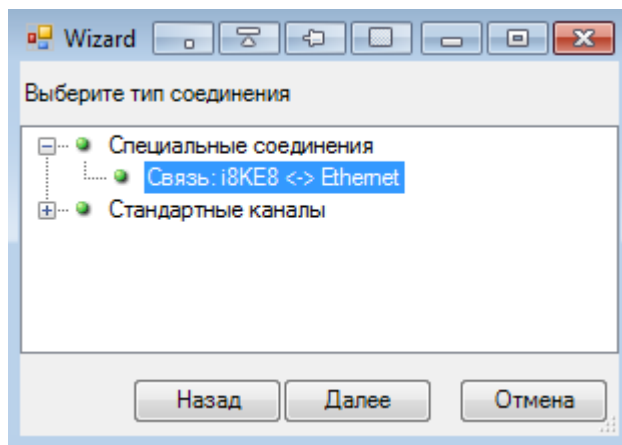 Wizard
Выберите тип соединения
Специальные соединения
Связь: i8KE8 <-> Ethernet
Стандартные каналы
Назад Далее Отмена